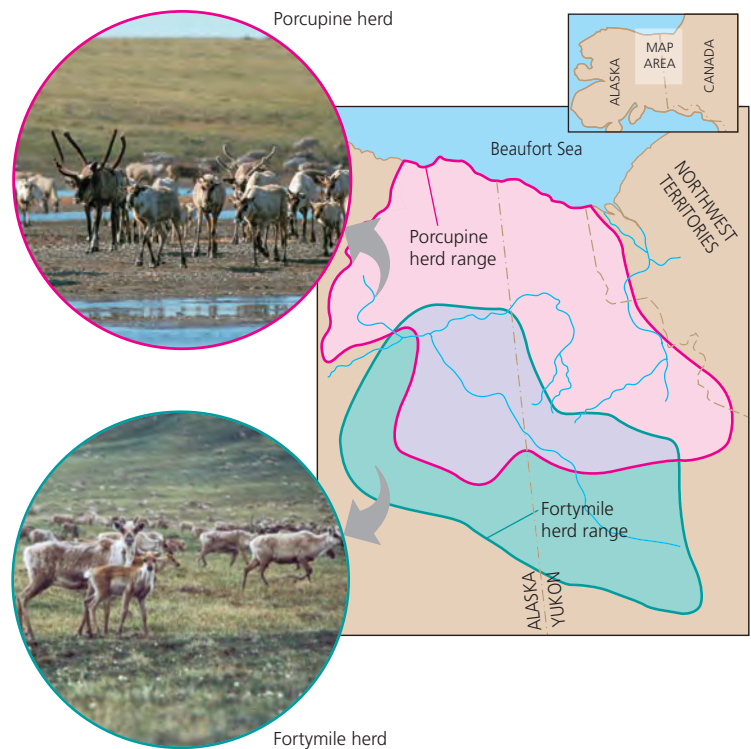 Porcupine herd
MAP
AREA
ALASKA
CANADA
Beaufort Sea
NORTHWEST
TERRITORIES
Porcupine
herd range
Fortymile
herd range
ALASKA
YUKON
Fortymile herd